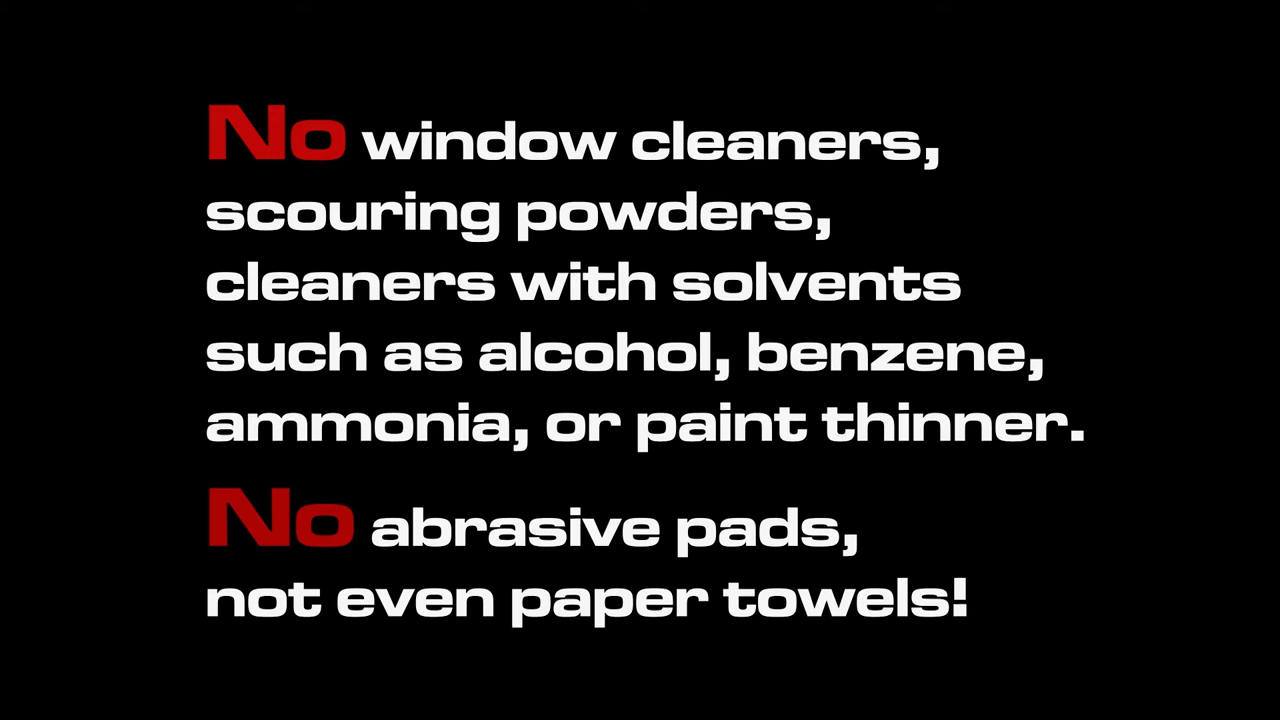 No window cleaners,
scouring powders,
cleaners with solvents
such as alcohol, benzene,
ammonia, or paint thinner.
No abrasive pads,
not even paper towels!